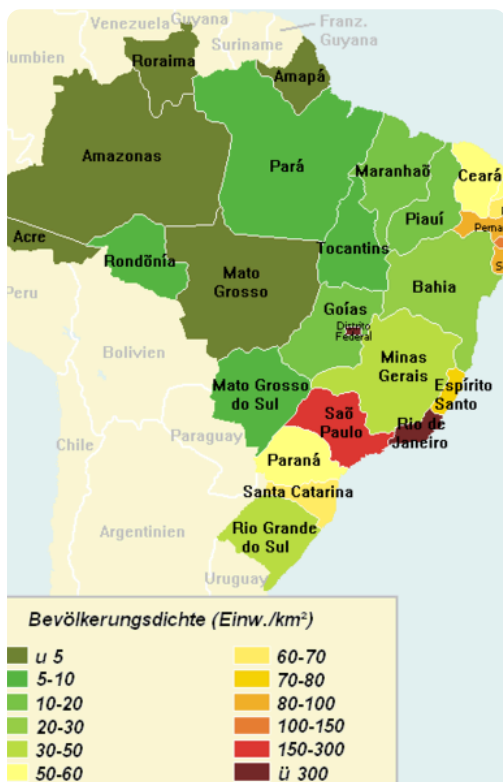 Venezuela
Guyana
Franz.
Guyana
Suriname
Roraima
Amapá
Amazonas
Pará
Maranhaõ
Ceará
Piauí
Acre
Rondõnía
Tocantins
Mato
Grosso
Bahia
Peru
Goías
Distrito
Federal
Bolivien
Minas
Gerais
Mato Grosso
do Sul
Espírito
Santo
Saõ
Paulo
Rio de
Janeiro
Paraguay
Chile
Paraná
Santa Catarina
Argentinien
Rio Grande
do Sul
Uruguay
Bevölkerungsdichte (Einw./km²)
u 5
5-10
10-20
20-30
30-50
50-60
60-70
70-80
80-100
100-150
150-300
ü 300